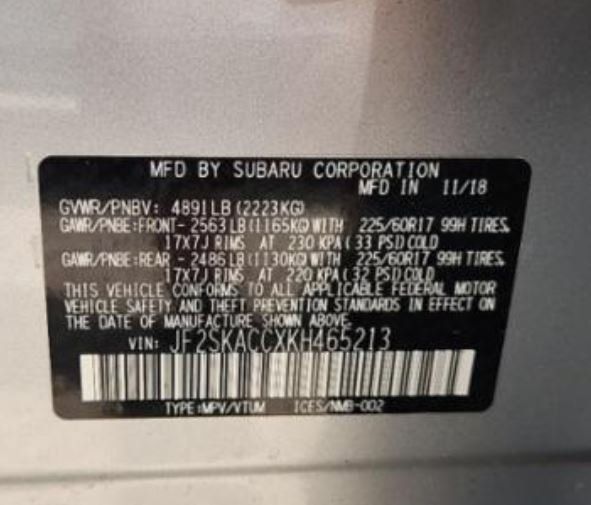 MFD BY SUBARU CORPORATION
MFD IN 11/18
GVWR/PNBV: 4891LB(2223KG)
GAWR/PNBE:FRONT- 2563LB(1165KG)WITH 225/60R17 99H TIRES,
17X7J RIMS AT 230 KPA(33 PSI)COLD
GAWR/PNBE:REAR - 2486LB(1130KG)WITH 225/60R17 99H TIRES,
17X7J RIMS AT 220 KPA(32 PSI)COLD
THIS VEHICLE CONFORMS TO ALL APPLICABLE FEDERAL MOTOR
VEHICLE SAFETY AND THEFT PREVENTION STANDARDS IN EFFECT ON
THE DATE OF MANUFACTURE SHOWN ABOVE.
VIN: JF2SKACCXKH465213
TYPE:MPV/VTUM ICES/NMB-002